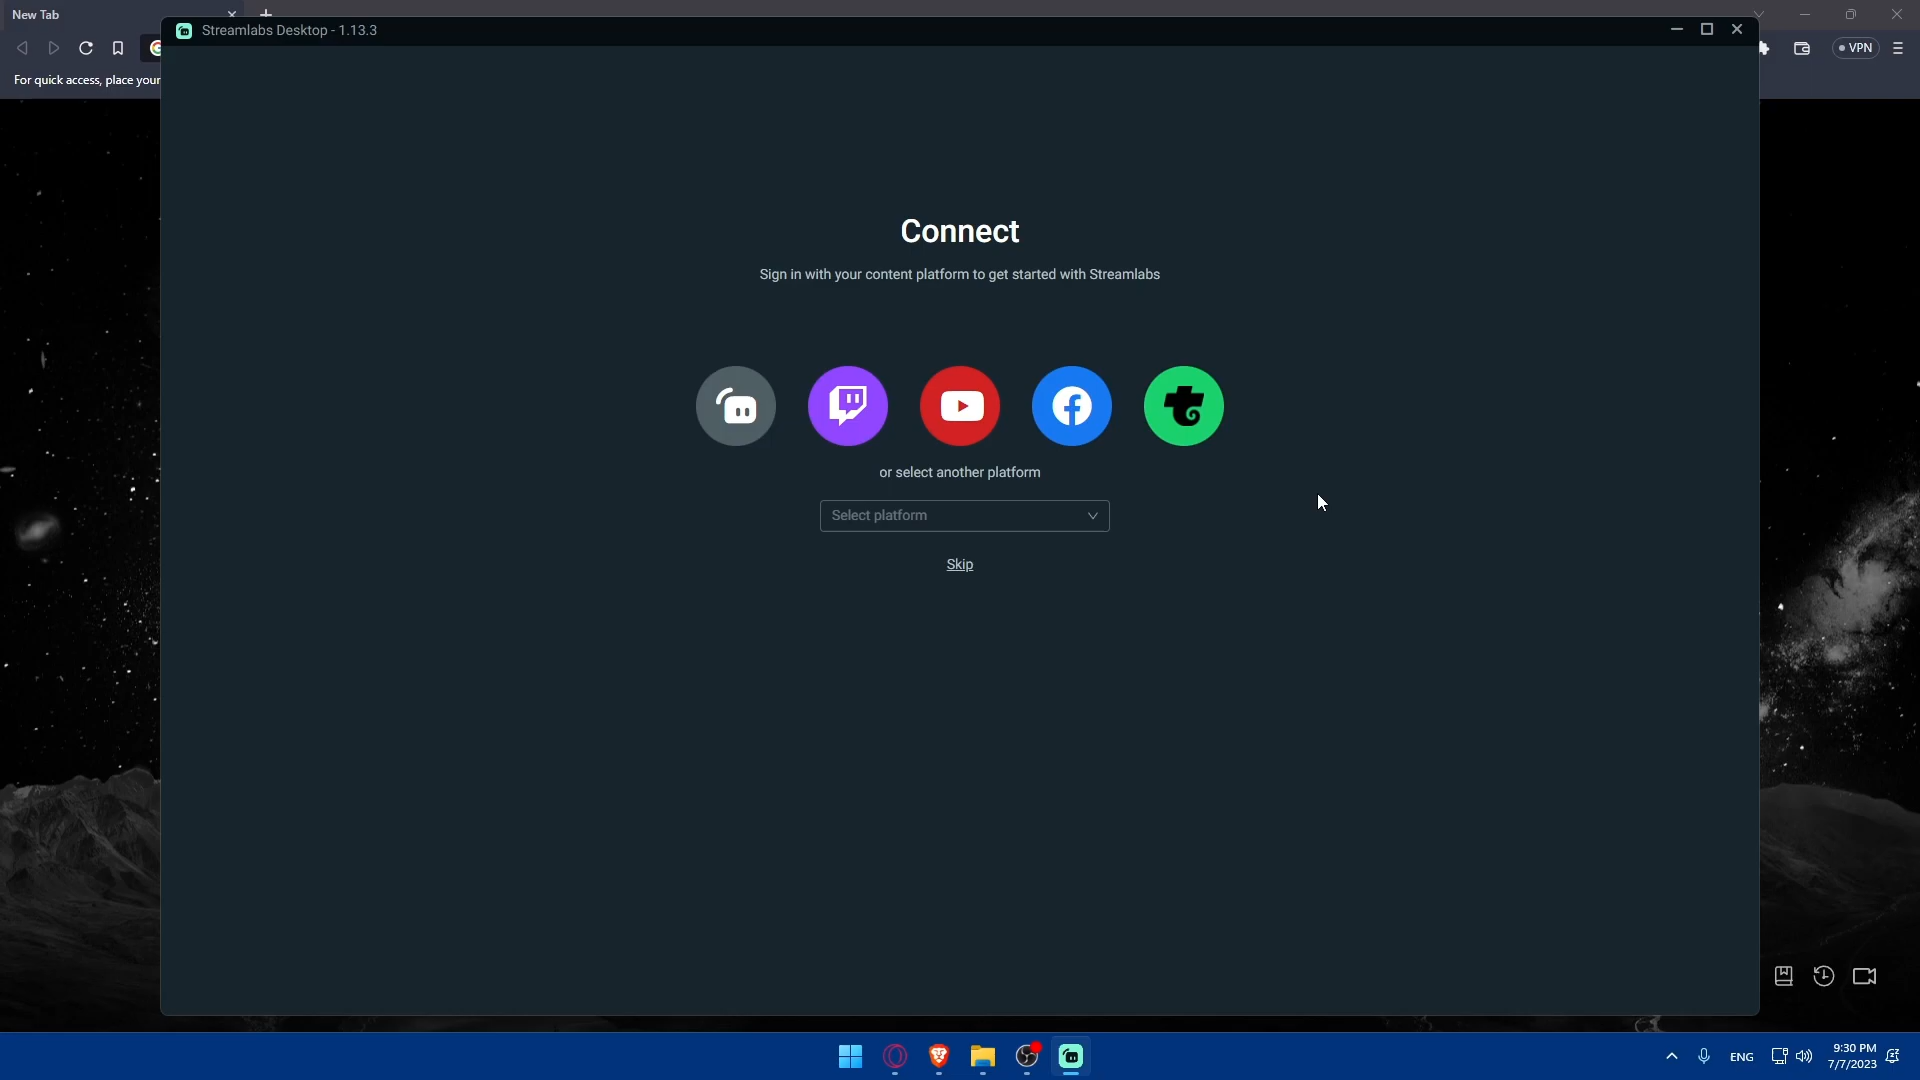 New Tab
Streamlabs Desktop - 1.13.3
VPN
For quick access, place your
Connect
Sign in with your content platform to get started with Streamlabs
or select another platform
Select platform
Skip
ENG
9:30 PM
7/7/2023